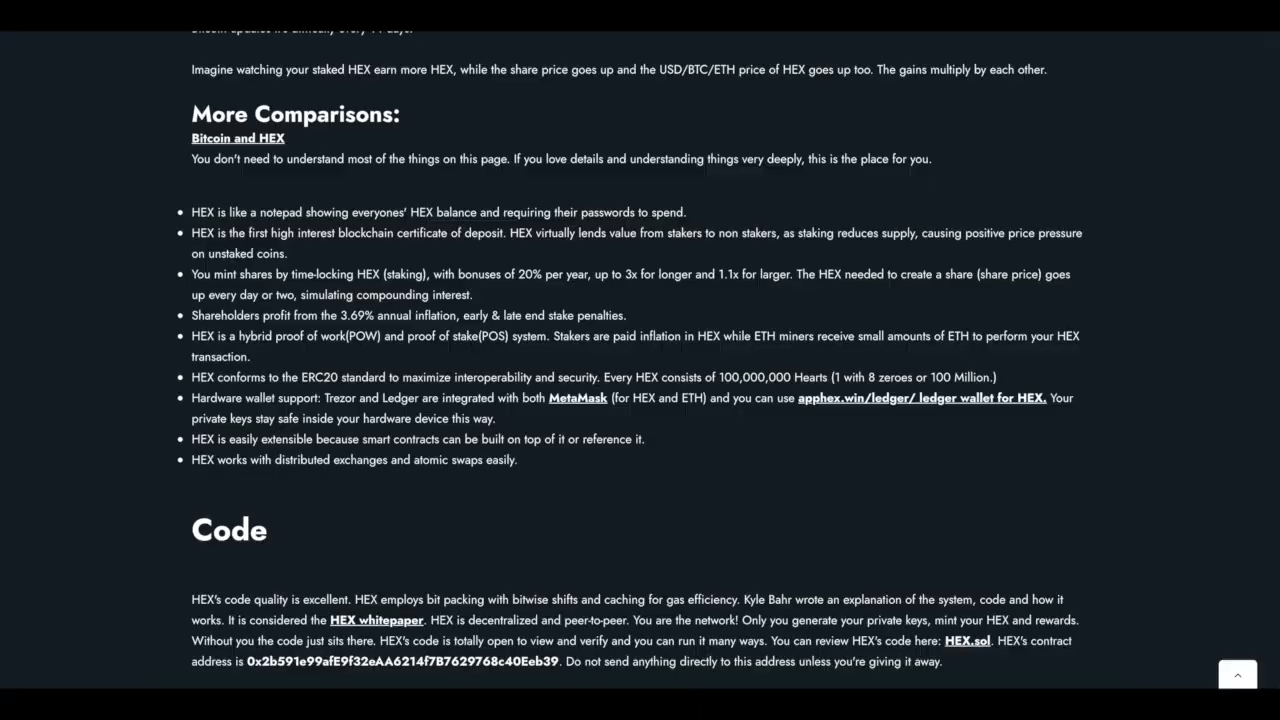 Imagine watching your staked HEX earn more HEX, while the share price goes up and the USD/BTC/ETH price of HEX goes up too. The gains multiply by each other.
More Comparisons:
Bitcoin and HEX
You don't need to understand most of the things on this page. If you love details and understanding things very deeply, this is the place for you.
• HEX is like a notepad showing everyones' HEX balance and requiring their passwords to spend.
• HEX is the first high interest blockchain certificate of deposit. HEX virtually lends value from stakers to non stakers, as staking reduces supply, causing positive price pressure
on unstaked coins.
• You mint shares by time-locking HEX (staking), with bonuses of 20% per year, up to 3x for longer and 1.1x for larger. The HEX needed to create a share (share price) goes
up every day or two, simulating compounding interest.
• Shareholders profit from the 3.69% annual inflation, early & late end stake penalties.
• HEX is a hybrid proof of work(POW) and proof of stake(POS) system. Stakers are paid inflation in HEX while ETH miners receive small amounts of ETH to perform your HEX
transaction.
• HEX conforms to the ERC20 standard to maximize interoperability and security. Every HEX consists of 100,000,000 Hearts (1 with 8 zeroes or 100 Million.)
• Hardware wallet support: Trezor and Ledger are integrated with both MetaMask (for HEX and ETH) and you can use apphex.win/ledger/ ledger wallet for HEX. Your
private keys stay safe inside your hardware device this way.
• HEX is easily extensible because smart contracts can be built on top of it or reference it.
• HEX works with distributed exchanges and atomic swaps easily.
Code
HEX's code quality is excellent. HEX employs bit packing with bitwise shifts and caching for gas efficiency. Kyle Bahr wrote an explanation of the system, code and how it
works. It is considered the HEX whitepaper. HEX is decentralized and peer-to-peer. You are the network! Only you generate your private keys, mint your HEX and rewards.
Without you the code just sits there. HEX's code is totally open to view and verify and you can run it many ways. You can review HEX's code here: HEX.sol. HEX's contract
address is 0x2b591e99afE9f32eAA6214f7B7629768c40Eeb39. Do not send anything directly to this address unless you're giving it away.